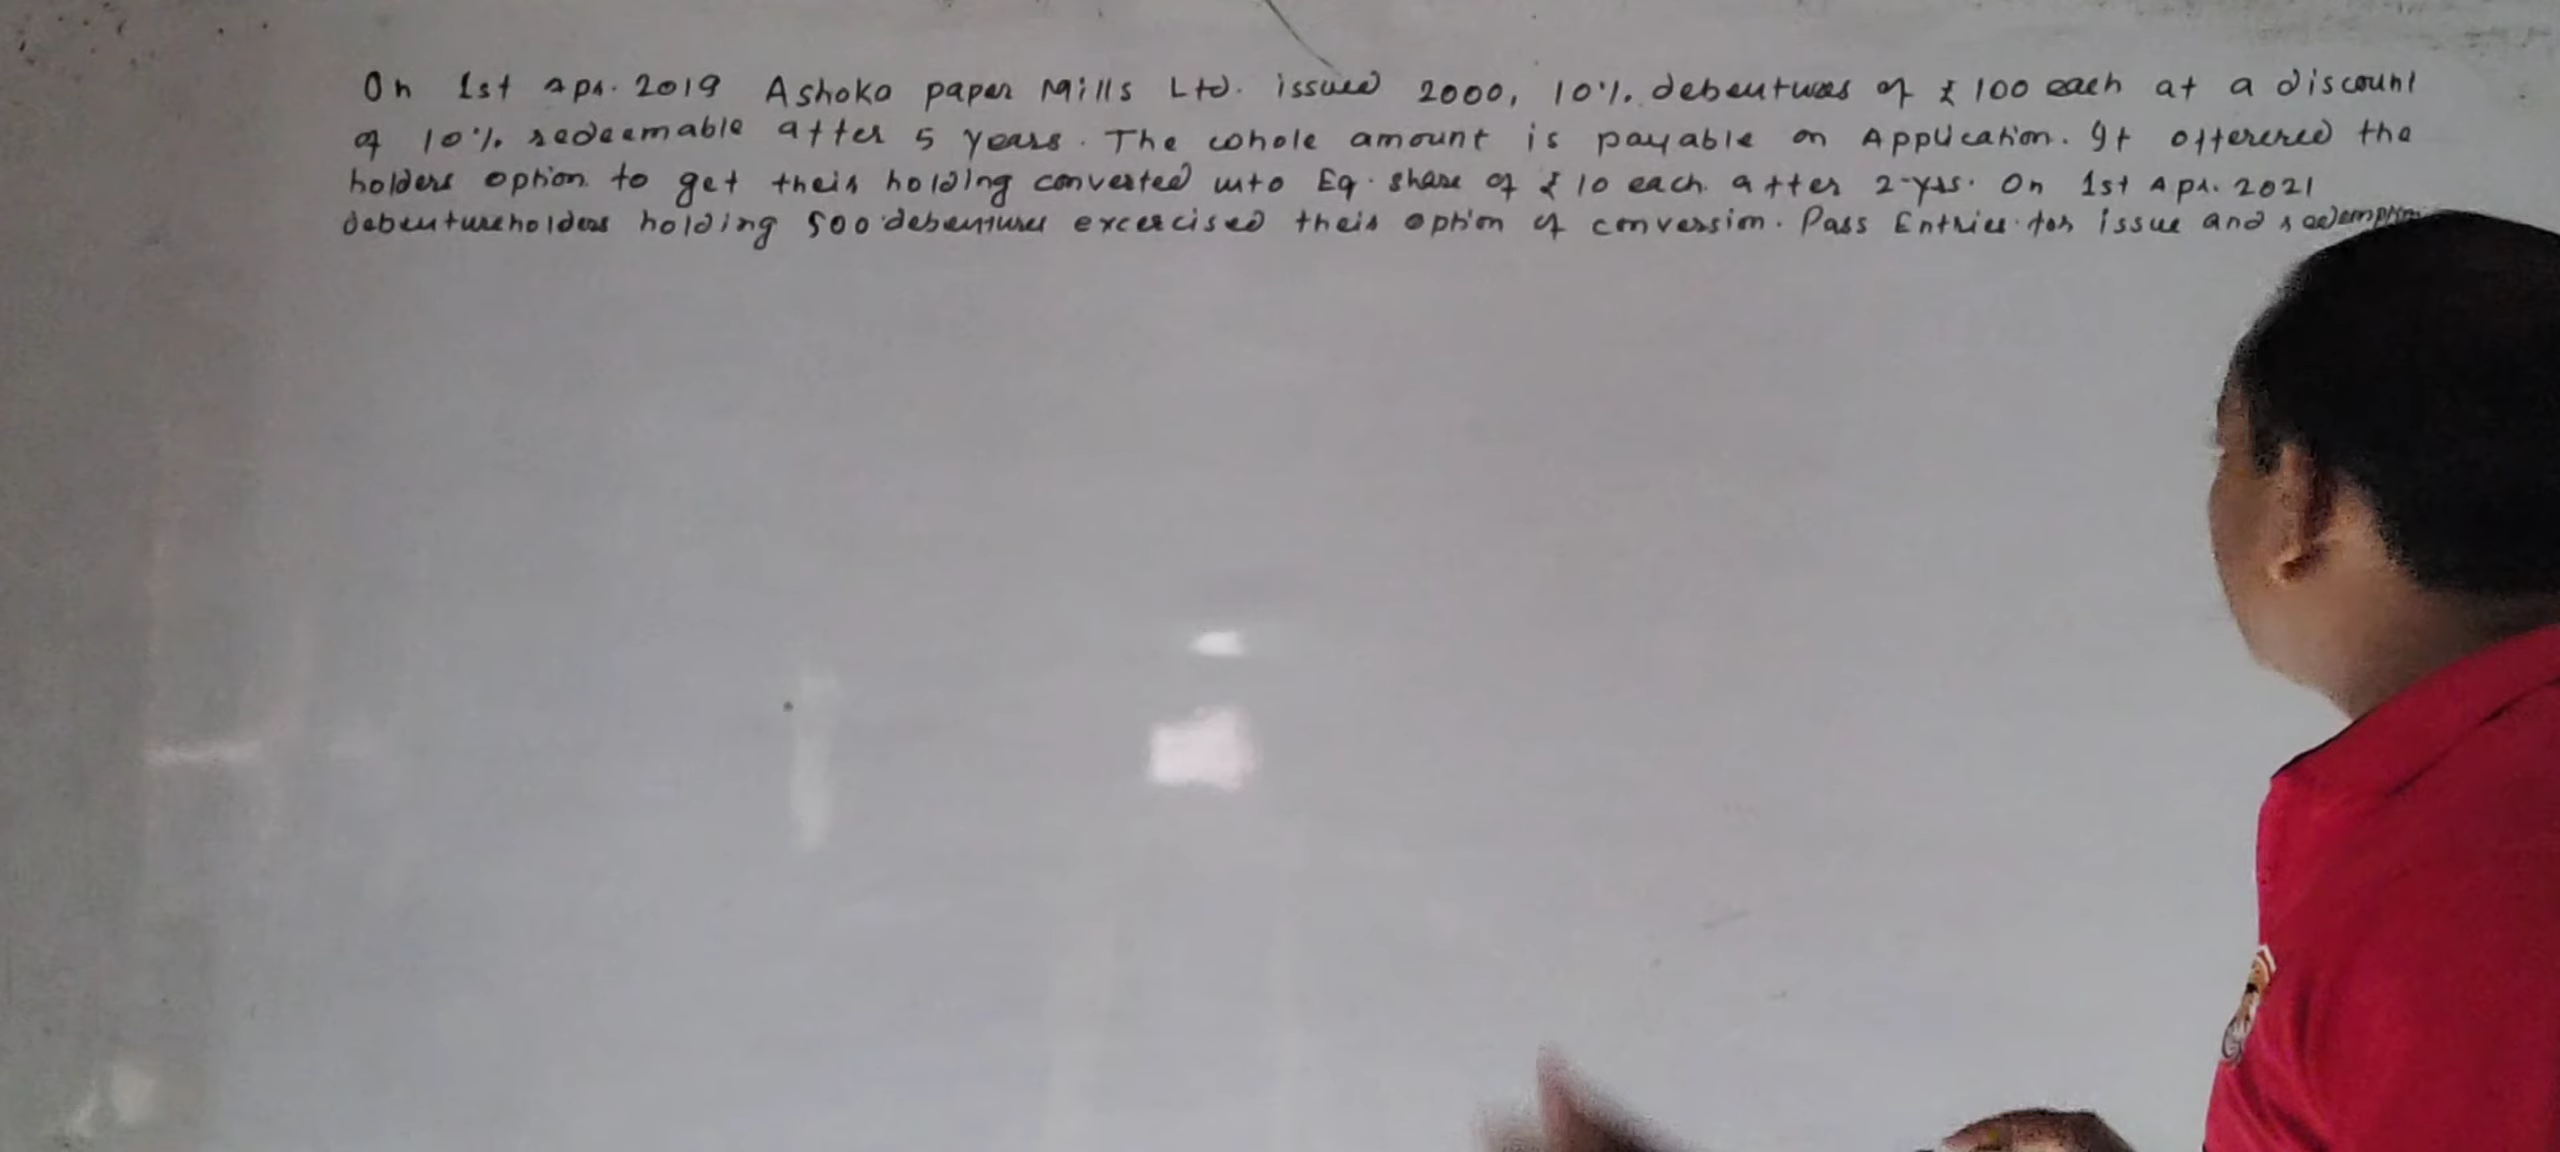 On 1st apr. 2019 Ashoka paper Mills Ltd. issued 2000, 10%. debentures of ₹ 100 each at a discount
of 10%. redeemable after 5 years. The whole amount is payable on Application. It offerered the
holders option to get their holding converted into Eq. share of ₹ 10 each after 2-yrs. On 1st Apr. 2021
debentureholders holding 500 debentures excercised their option of conversion. Pass Entries for issue and redemption